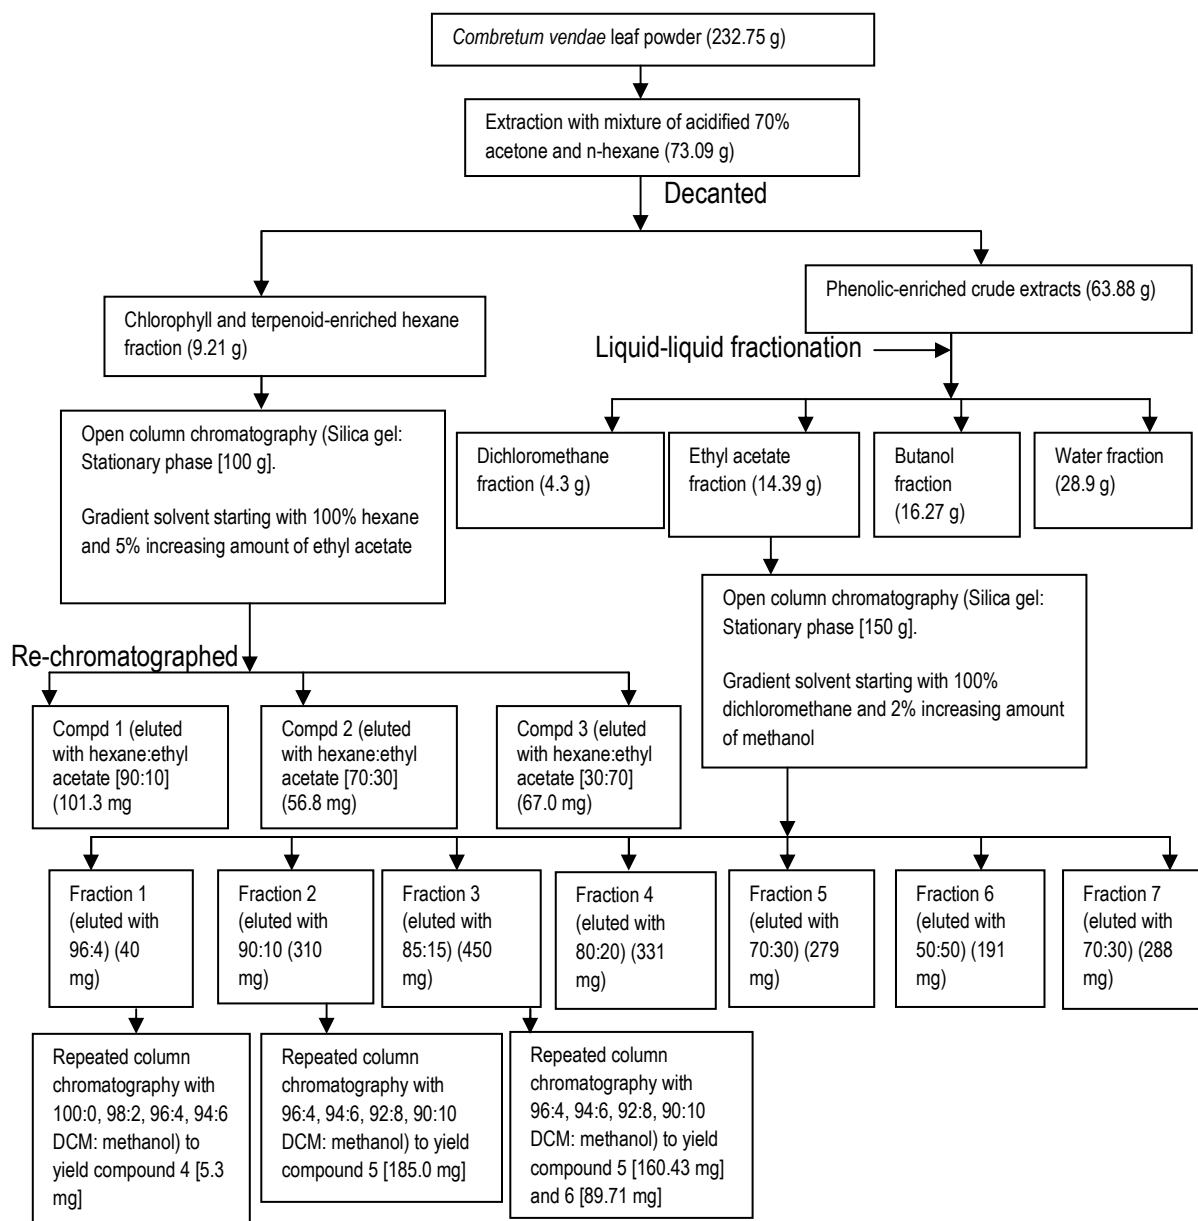 Combretum vendae leaf powder (232.75 g)
Extraction with mixture of acidified 70%
acetone and n-hexane (73.09 g)
Decanted
Chlorophyll and terpenoid-enriched hexane
fraction (9.21 g)
Phenolic-enriched crude extracts (63.88 g)
Liquid-liquid fractionation
Open column chromatography (Silica gel:
Stationary phase [100 g].
Gradient solvent starting with 100% hexane
and 5% increasing amount of ethyl acetate
Dichloromethane
fraction (4.3 g)
Ethyl acetate
fraction (14.39 g)
Butanol
fraction
(16.27 g)
Water fraction
(28.9 g)
Open column chromatography (Silica gel:
Stationary phase [150 g].
Gradient solvent starting with 100%
dichloromethane and 2% increasing amount
of methanol
Re-chromatographed
Compd 1 (eluted
with hexane:ethyl
acetate [90:10]
(101.3 mg
Compd 2 (eluted
with hexane:ethyl
acetate [70:30]
(56.8 mg)
Compd 3 (eluted
with hexane:ethyl
acetate [30:70]
(67.0 mg)
Fraction 1
(eluted with
96:4) (40
mg)
Fraction 2
(eluted with
90:10 (310
mg)
Fraction 3
(eluted with
85:15) (450
mg)
Fraction 4
(eluted with
80:20) (331
mg)
Fraction 5
(eluted with
70:30) (279
mg)
Fraction 6
(eluted with
50:50) (191
mg)
Fraction 7
(eluted with
70:30) (288
mg)
Repeated column
chromatography with
100:0, 98:2, 96:4, 94:6
DCM: methanol) to
yield compound 4 [5.3
mg]
Repeated column
chromatography with
96:4, 94:6, 92:8, 90:10
DCM: methanol) to yield
compound 5 [185.0 mg]
Repeated column
chromatography with
96:4, 94:6, 92:8, 90:10
DCM: methanol) to yield
compound 5 [160.43 mg]
and 6 [89.71 mg]